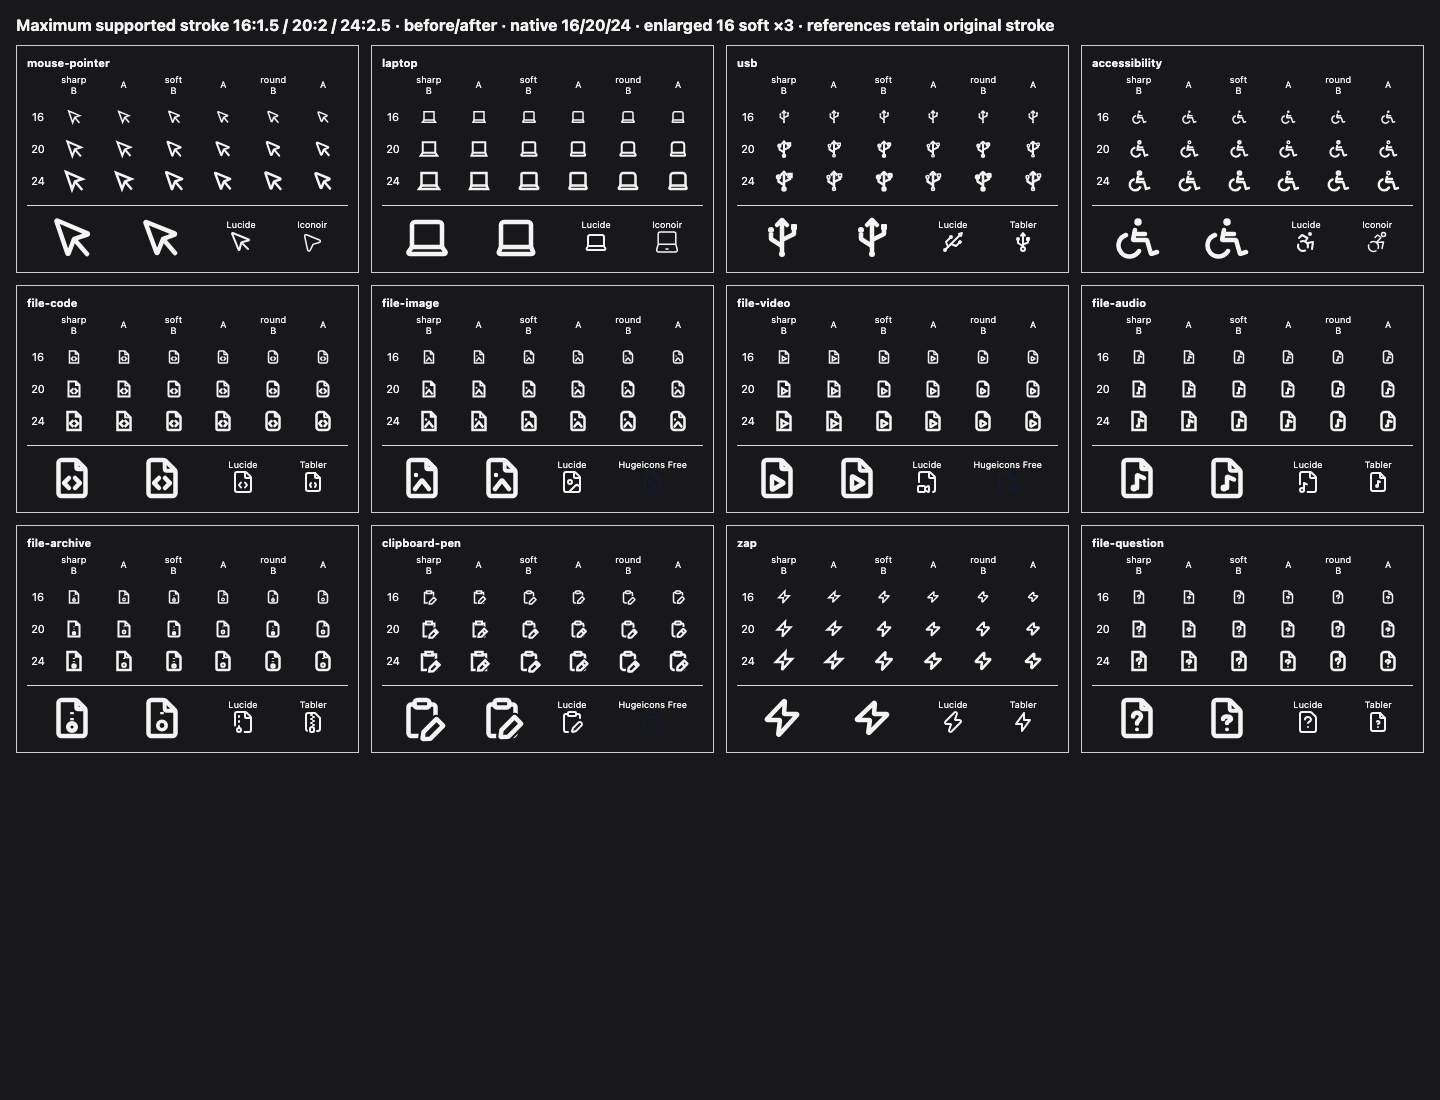 Maximum supported stroke 16:1.5 / 20:2 / 24:2.5 · before/after · native 16/20/24 · enlarged 16 soft ×3 · references retain original stroke
mouse-pointer
sharp soft round
B A B A B A
16
20
24
Lucide Iconoir
laptop
sharp soft round
B A B A B A
16
20
24
Lucide Iconoir
usb
sharp soft round
B A B A B A
16
20
24
Lucide Tabler
accessibility
sharp soft round
B A B A B A
16
20
24
Lucide Iconoir
file-code
sharp soft round
B A B A B A
16
20
24
Lucide Tabler
file-image
sharp soft round
B A B A B A
16
20
24
Lucide Hugeicons Free
file-video
sharp soft round
B A B A B A
16
20
24
Lucide Hugeicons Free
file-audio
sharp soft round
B A B A B A
16
20
24
Lucide Tabler
file-archive
sharp soft round
B A B A B A
16
20
24
Lucide Tabler
clipboard-pen
sharp soft round
B A B A B A
16
20
24
Lucide Hugeicons Free
zap
sharp soft round
B A B A B A
16
20
24
Lucide Tabler
file-question
sharp soft round
B A B A B A
16
20
24
Lucide Tabler